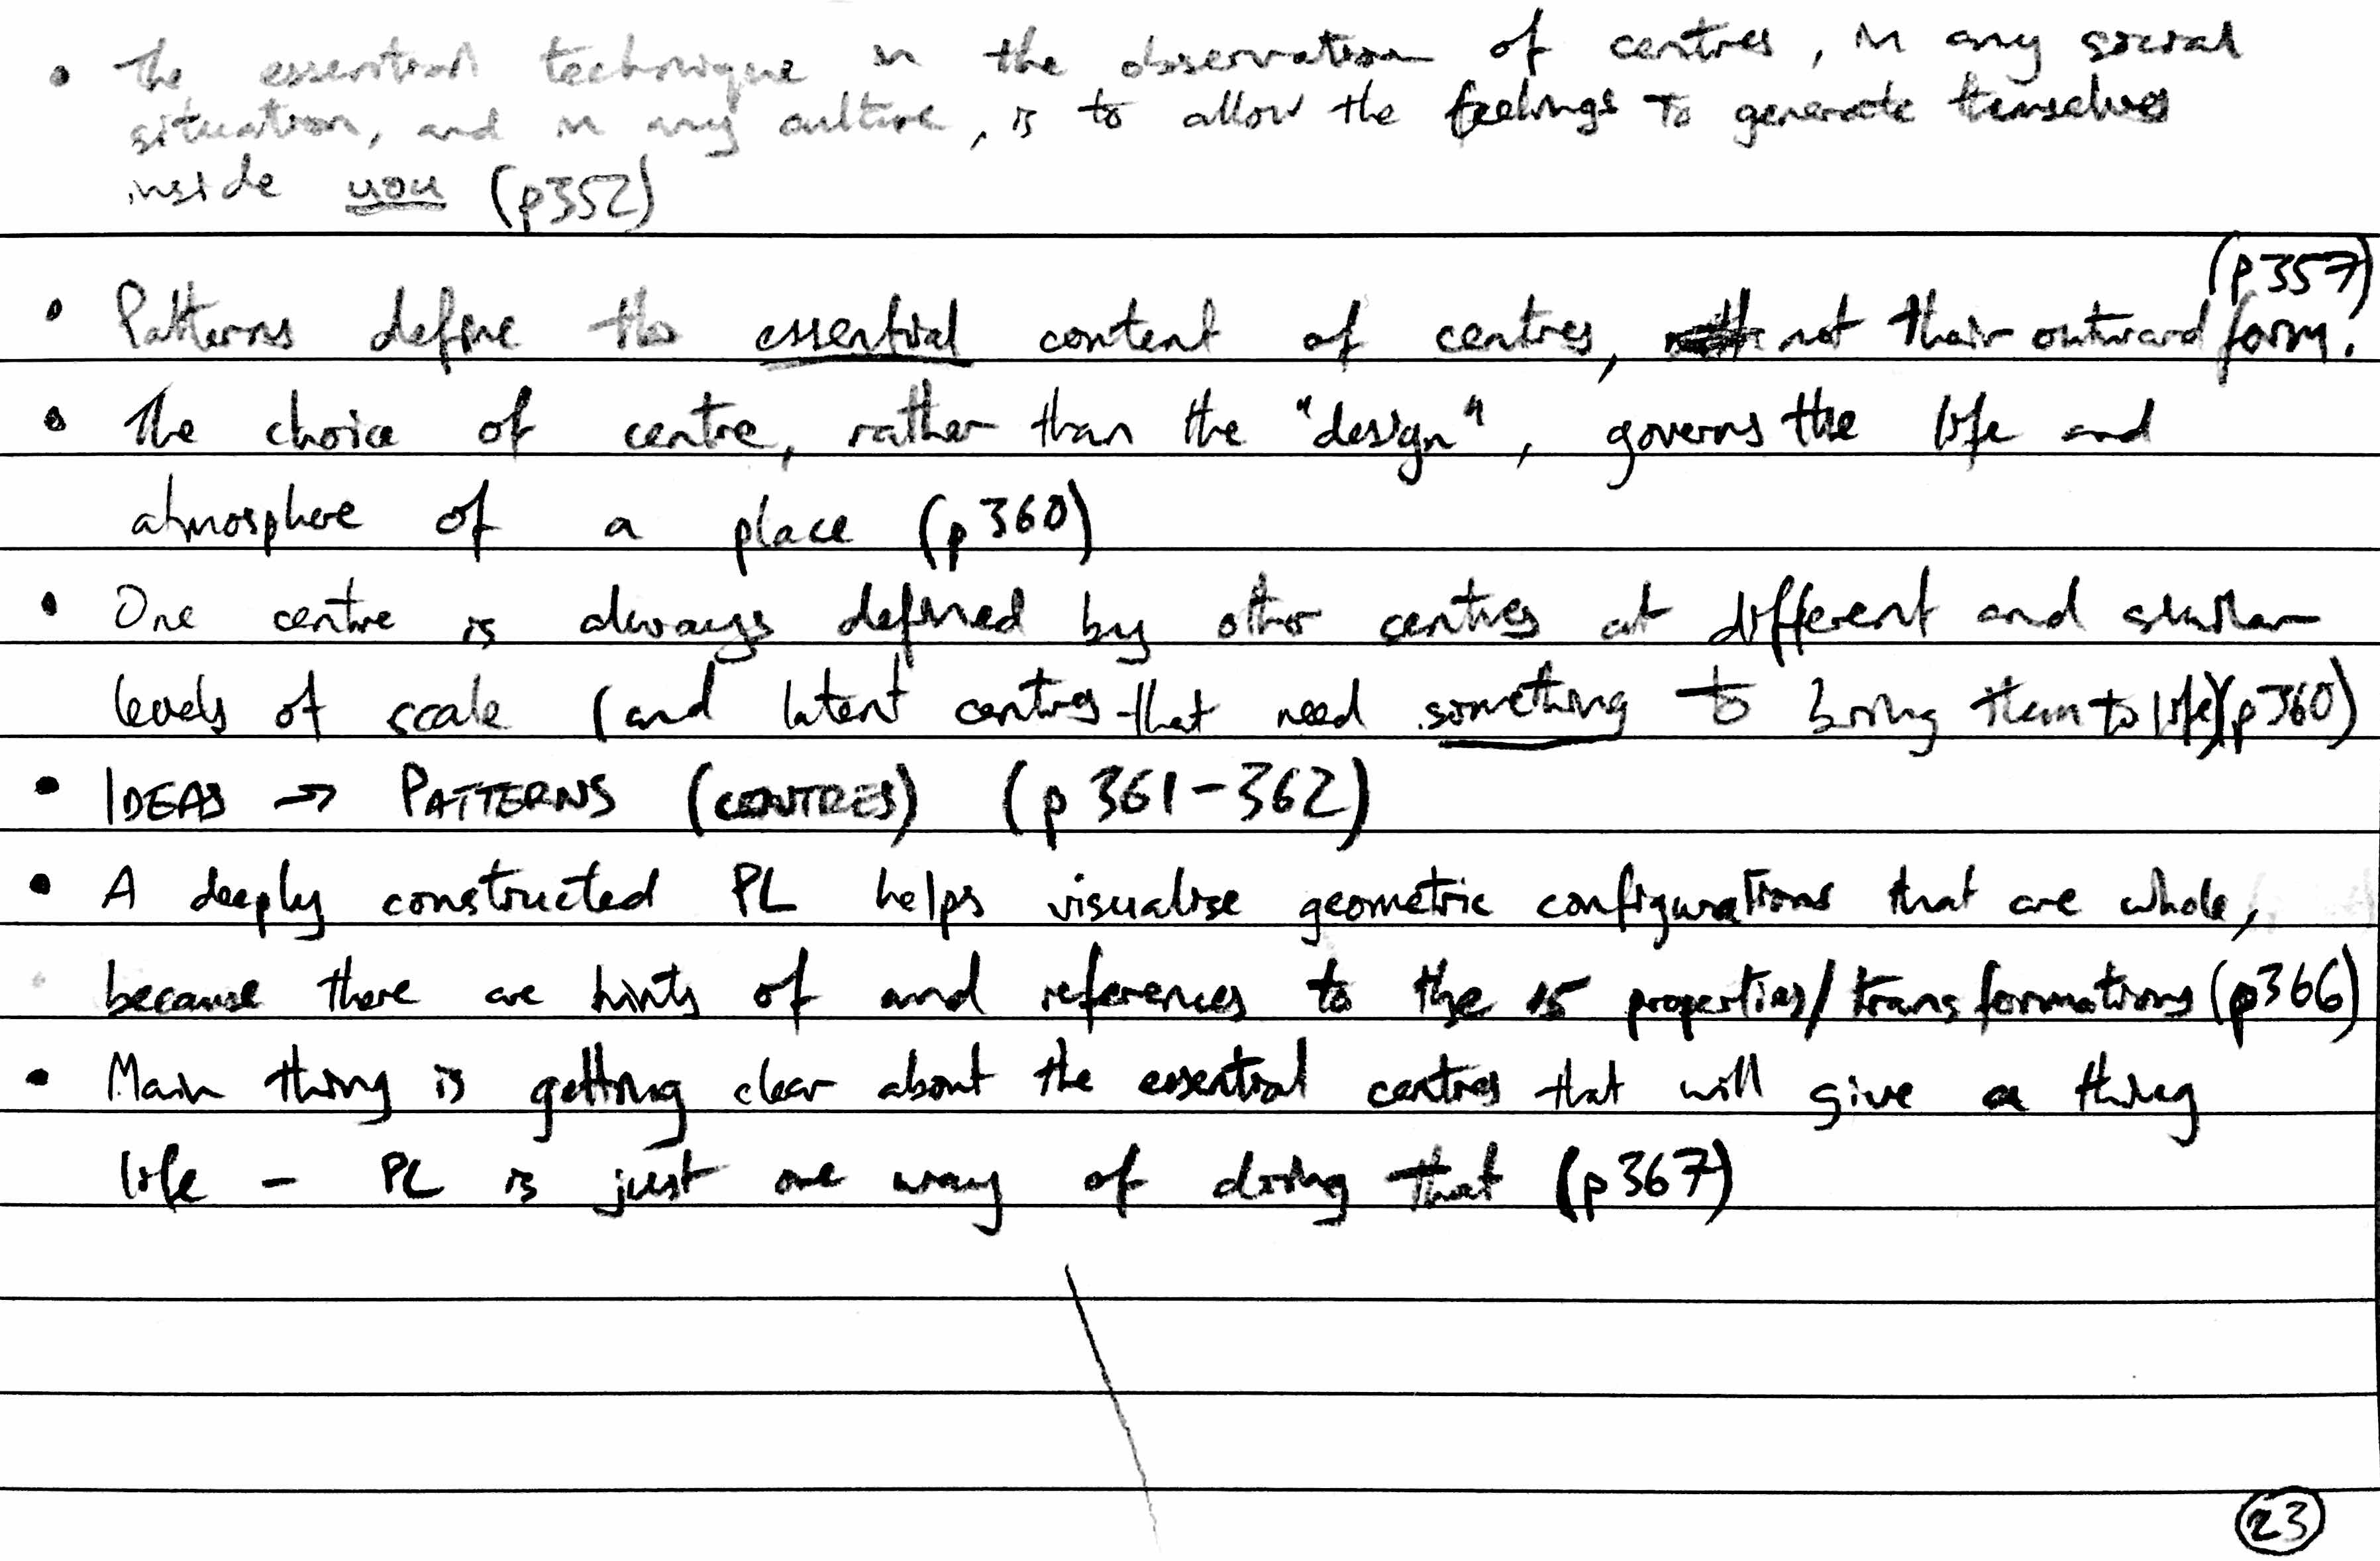 • The essential technique in the observation of centres, in any social
situation, and in any culture, is to allow the feelings to generate themselves
inside you (p352)
(p357)
• Patterns define the essential content of centres, not their outward form.
• The choice of centre, rather than the "design", governs the life and
atmosphere of a place (p360)
• One centre is always defined by other centres at different and similar
levels of scale (and latent centres that need something to bring them to life)(p360)
• IDEAS → PATTERNS (CENTRES) (p 361-362)
• A deeply constructed PL helps visualise geometric configurations that are whole,
because there are hints of and references to the 15 properties/transformations (p366)
• Main thing is getting clear about the essential centres that will give a thing
life - PL is just one way of doing that (p367)
23